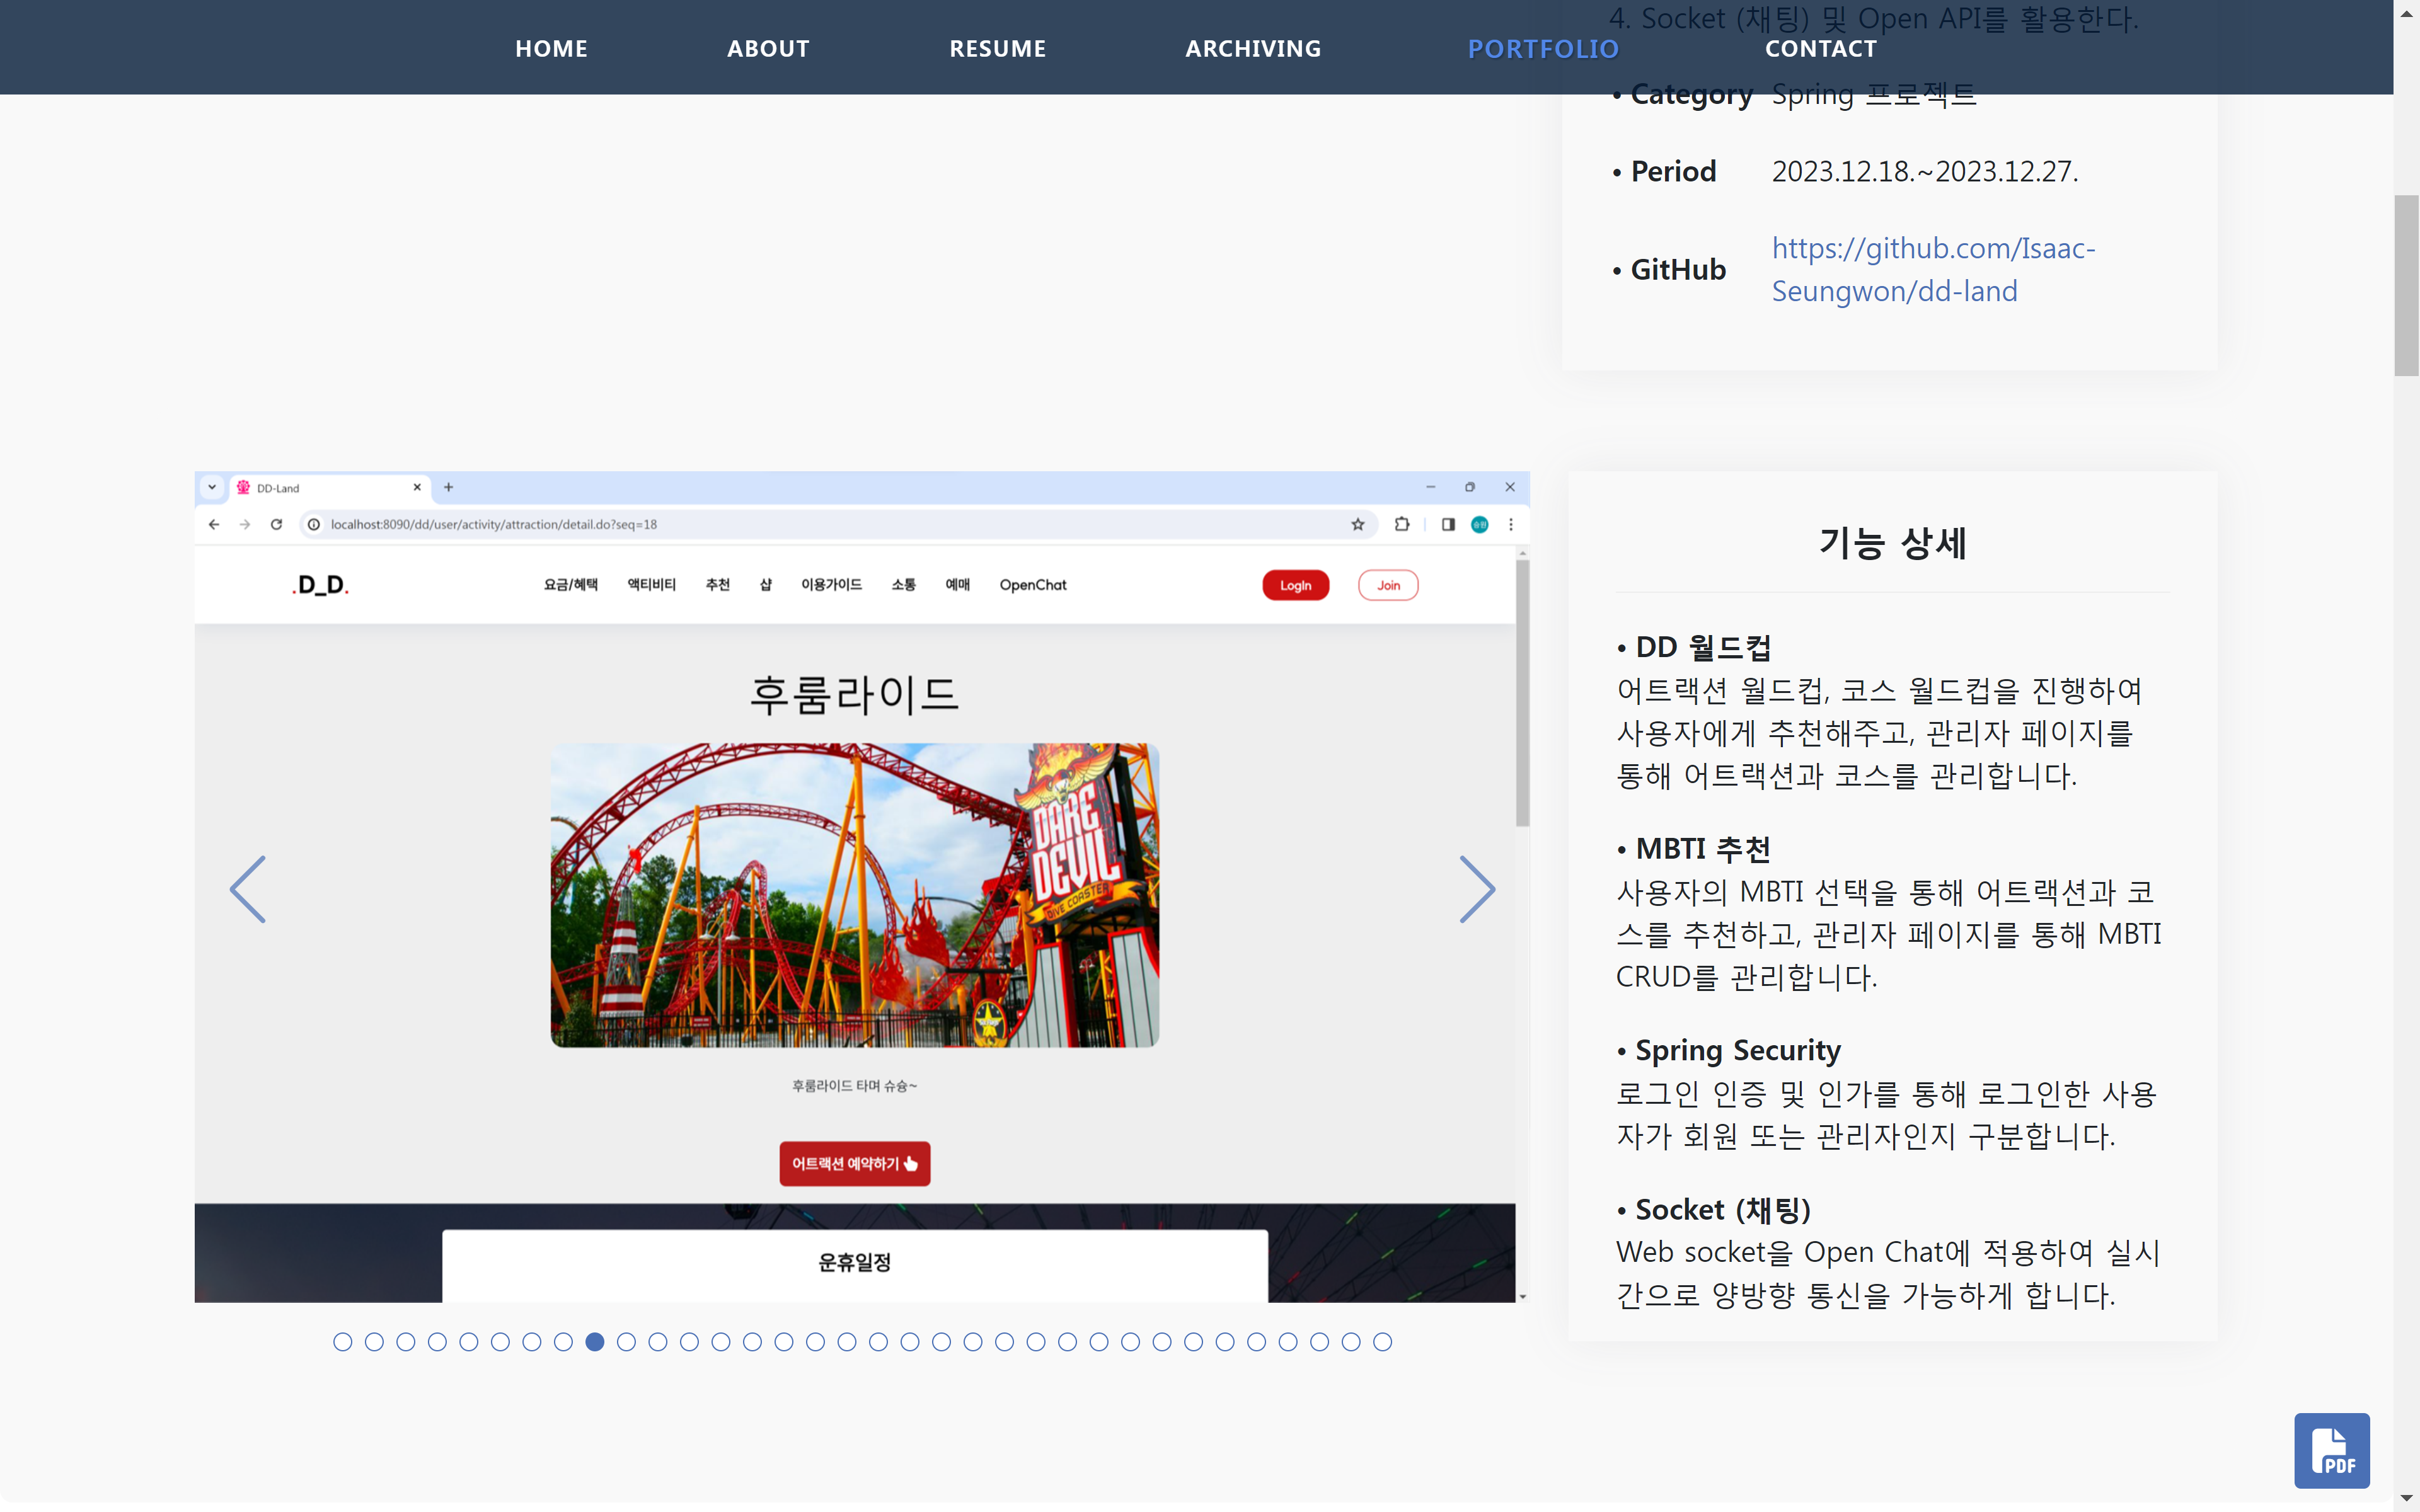 HOME ABOUT RESUME ARCHIVING PORTFOLIO CONTACT
4. Socket (채팅) 및 Open API를 활용한다.
• Category Spring 프로젝트
• Period 2023.12.18.~2023.12.27.
• GitHub https://github.com/Isaac-
Seungwon/dd-land
DD-Land
localhost:8090/dd/user/activity/attraction/detail.do?seq=18
승원
.D_D. 요금/혜택 액티비티 추천 샵 이용가이드 소통 예매 OpenChat LogIn Join
후룸라이드
DARE
DEVIL
DIVE COASTER
후룸라이드 타며 슈슝~
어트랙션 예약하기
운휴일정
기능 상세
• DD 월드컵
어트랙션 월드컵, 코스 월드컵을 진행하여
사용자에게 추천해주고, 관리자 페이지를
통해 어트랙션과 코스를 관리합니다.
• MBTI 추천
사용자의 MBTI 선택을 통해 어트랙션과 코
스를 추천하고, 관리자 페이지를 통해 MBTI
CRUD를 관리합니다.
• Spring Security
로그인 인증 및 인가를 통해 로그인한 사용
자가 회원 또는 관리자인지 구분합니다.
• Socket (채팅)
Web socket을 Open Chat에 적용하여 실시
간으로 양방향 통신을 가능하게 합니다.
PDF